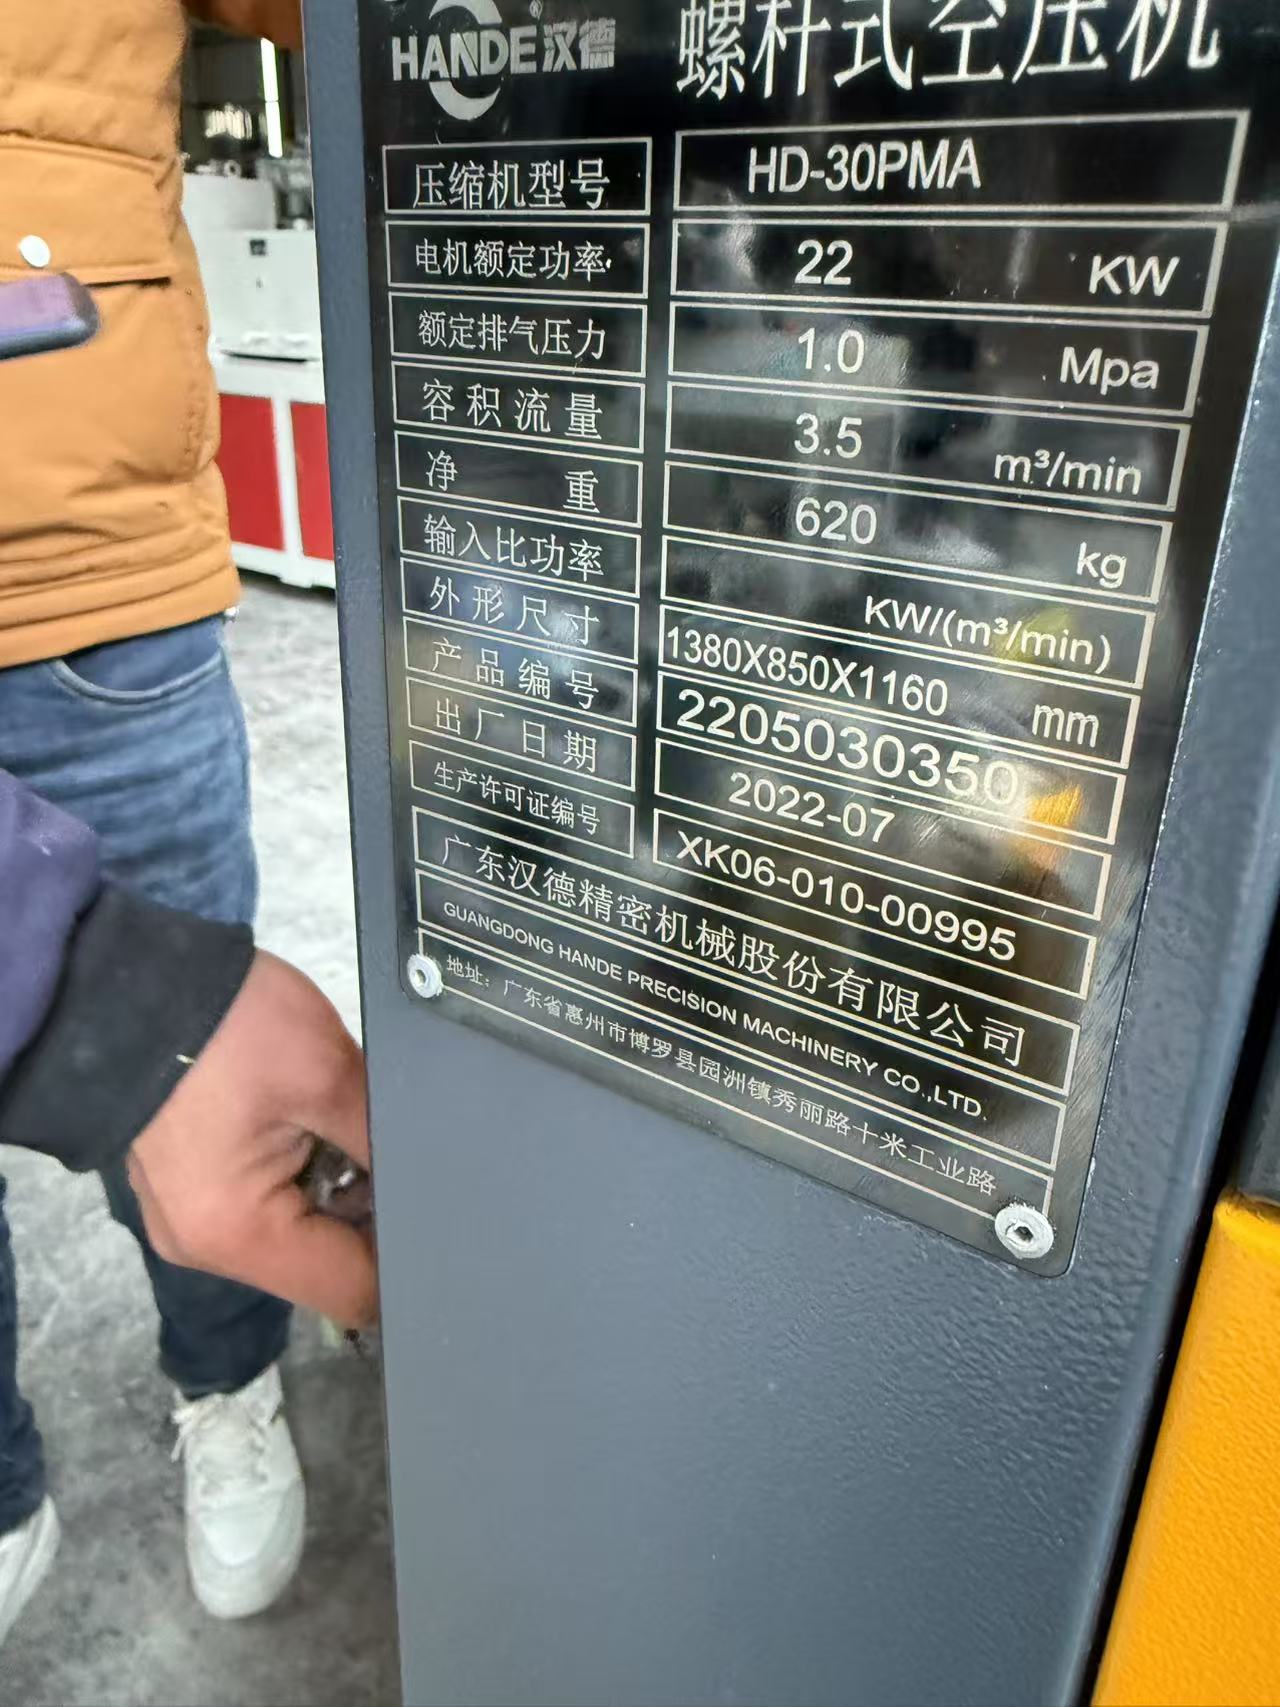 HANDE汉德® 螺杆式空压机
压缩机型号 HD-30PMA
电机额定功率 22 KW
额定排气压力 1.0 Mpa
容积流量 3.5 m³/min
净重 620 kg
输入比功率 KW/(m³/min)
外形尺寸 1380X850X1160 mm
产品编号 2205030350
出厂日期 2022-07
生产许可证编号 XK06-010-00995
广东汉德精密机械股份有限公司
GUANGDONG HANDE PRECISION MACHINERY CO.,LTD.
地址：广东省惠州市博罗县园洲镇秀丽路十米工业路